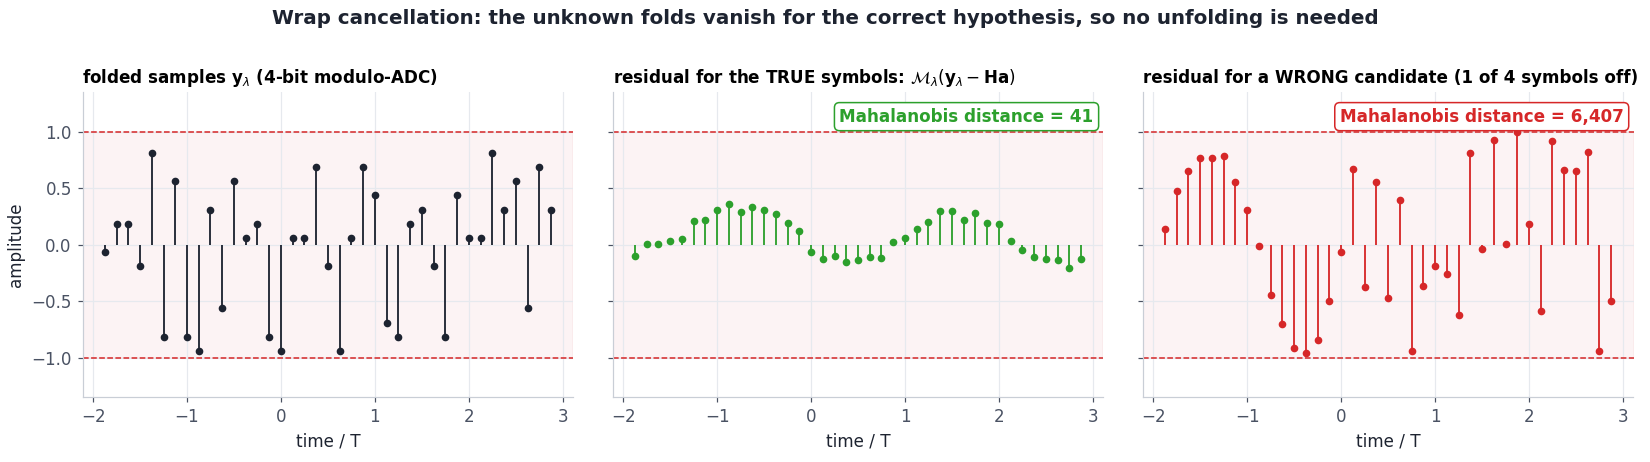 Wrap cancellation: the unknown folds vanish for the correct hypothesis, so no unfolding is needed
folded samples y_λ (4-bit modulo-ADC)
1.0
0.5
0.0
−0.5
−1.0
amplitude
−2 −1 0 1 2 3
time / T
residual for the TRUE symbols: ℳ_λ(y_λ − Ha)
Mahalanobis distance = 41
−2 −1 0 1 2 3
time / T
residual for a WRONG candidate (1 of 4 symbols off)
Mahalanobis distance = 6,407
−2 −1 0 1 2 3
time / T